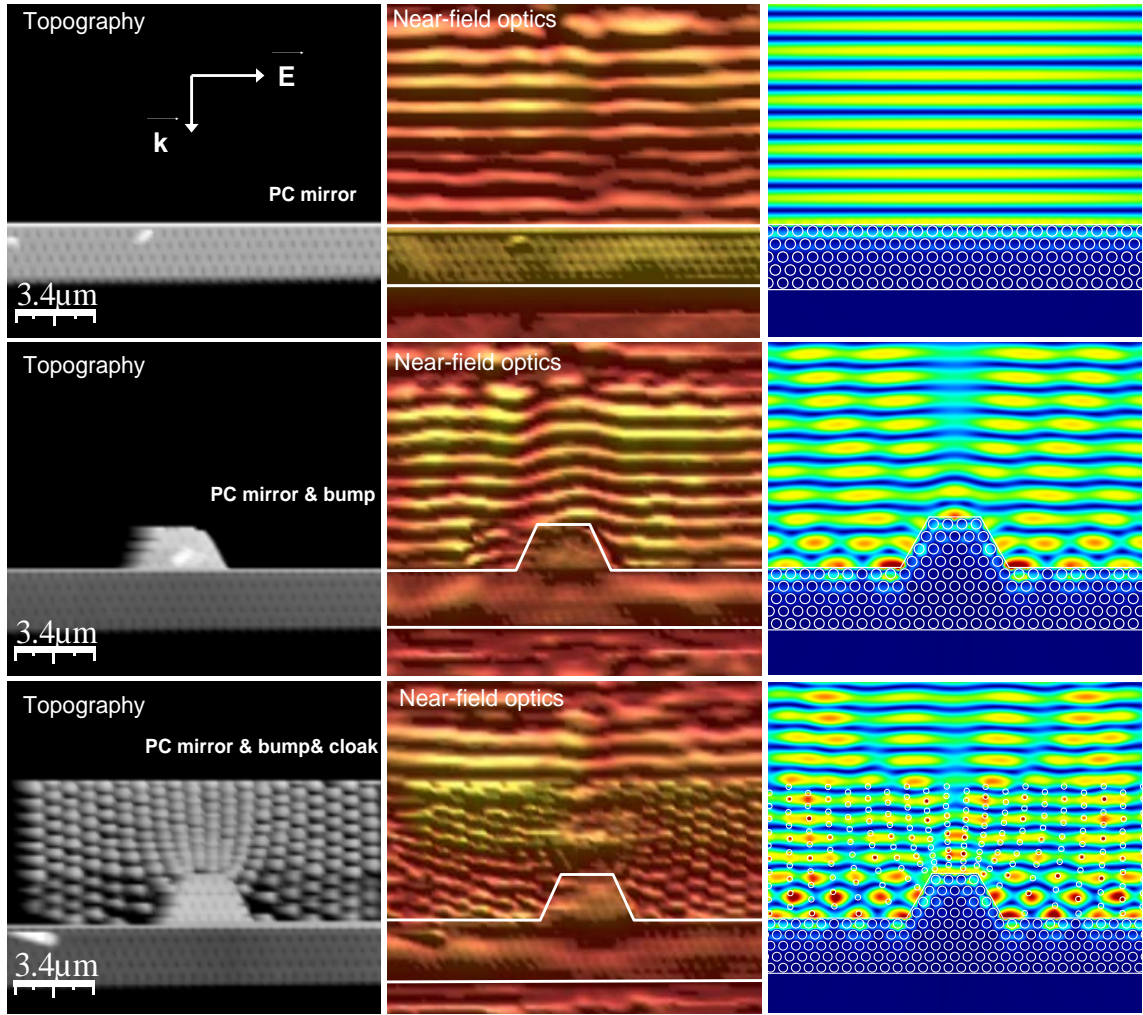 Topography
E
k
PC mirror
3.4µm
Near-field optics
Topography
PC mirror & bump
3.4µm
Near-field optics
Topography
PC mirror & bump& cloak
3.4µm
Near-field optics